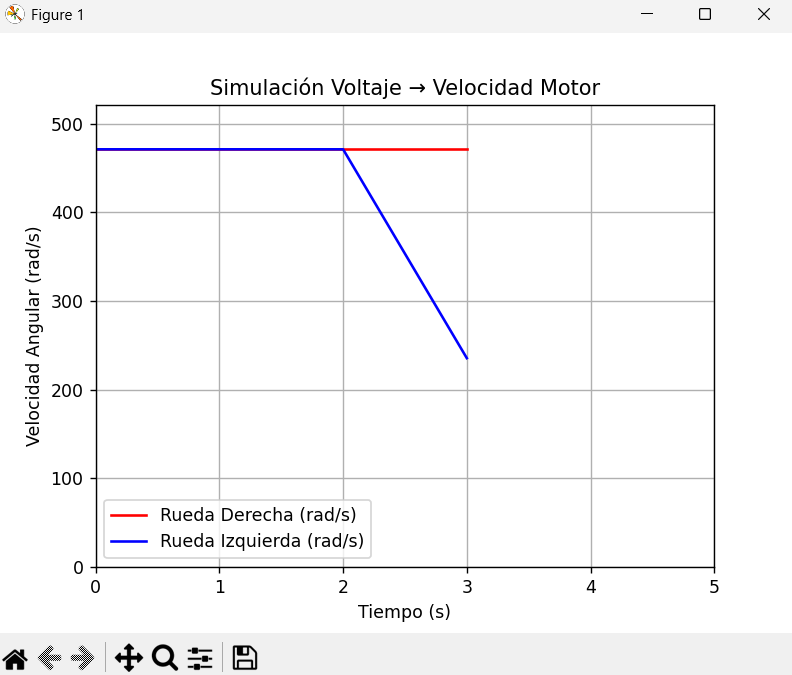 Figure 1
Simulación Voltaje → Velocidad Motor
Velocidad Angular (rad/s)
500
400
300
200
100
0
Rueda Derecha (rad/s)
Rueda Izquierda (rad/s)
0 1 2 3 4 5
Tiempo (s)